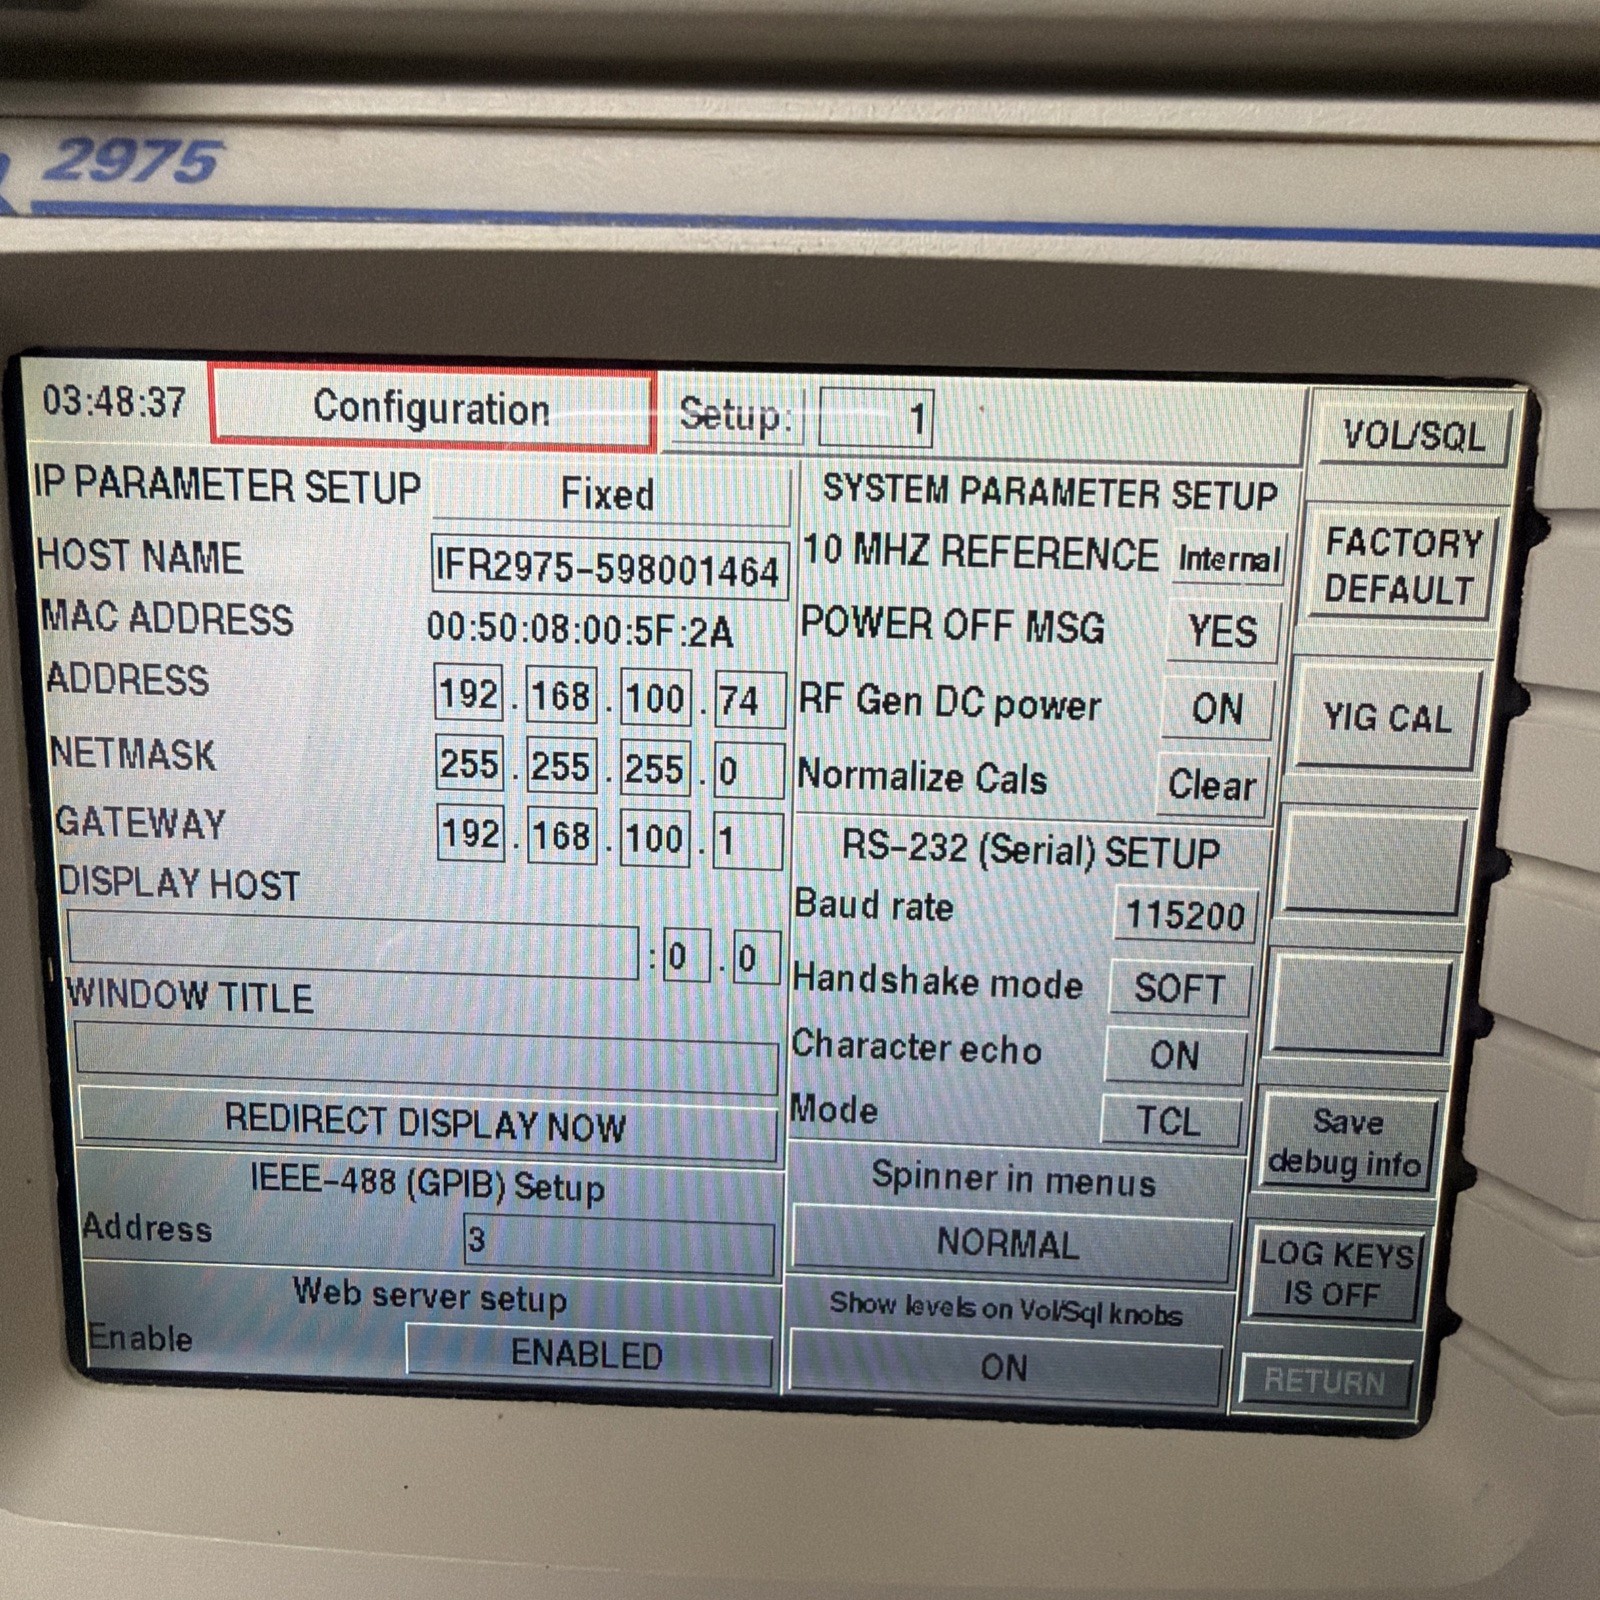 2975
03:48:37 Configuration Setup: 1
IP PARAMETER SETUP Fixed
HOST NAME IFR2975-598001464
MAC ADDRESS 00:50:08:00:5F:2A
ADDRESS 192 . 168 . 100 . 74
NETMASK 255 . 255 . 255 . 0
GATEWAY 192 . 168 . 100 . 1
DISPLAY HOST
: 0 . 0
WINDOW TITLE
REDIRECT DISPLAY NOW
IEEE-488 (GPIB) Setup
Address 3
Web server setup
Enable ENABLED
SYSTEM PARAMETER SETUP
10 MHZ REFERENCE Internal
POWER OFF MSG YES
RF Gen DC power ON
Normalize Cals Clear
RS-232 (Serial) SETUP
Baud rate 115200
Handshake mode SOFT
Character echo ON
Mode TCL
Spinner in menus
NORMAL
Show levels on Vol/Sql knobs
ON
VOL/SQL
FACTORY
DEFAULT
YIG CAL
Save
debug info
LOG KEYS
IS OFF
RETURN